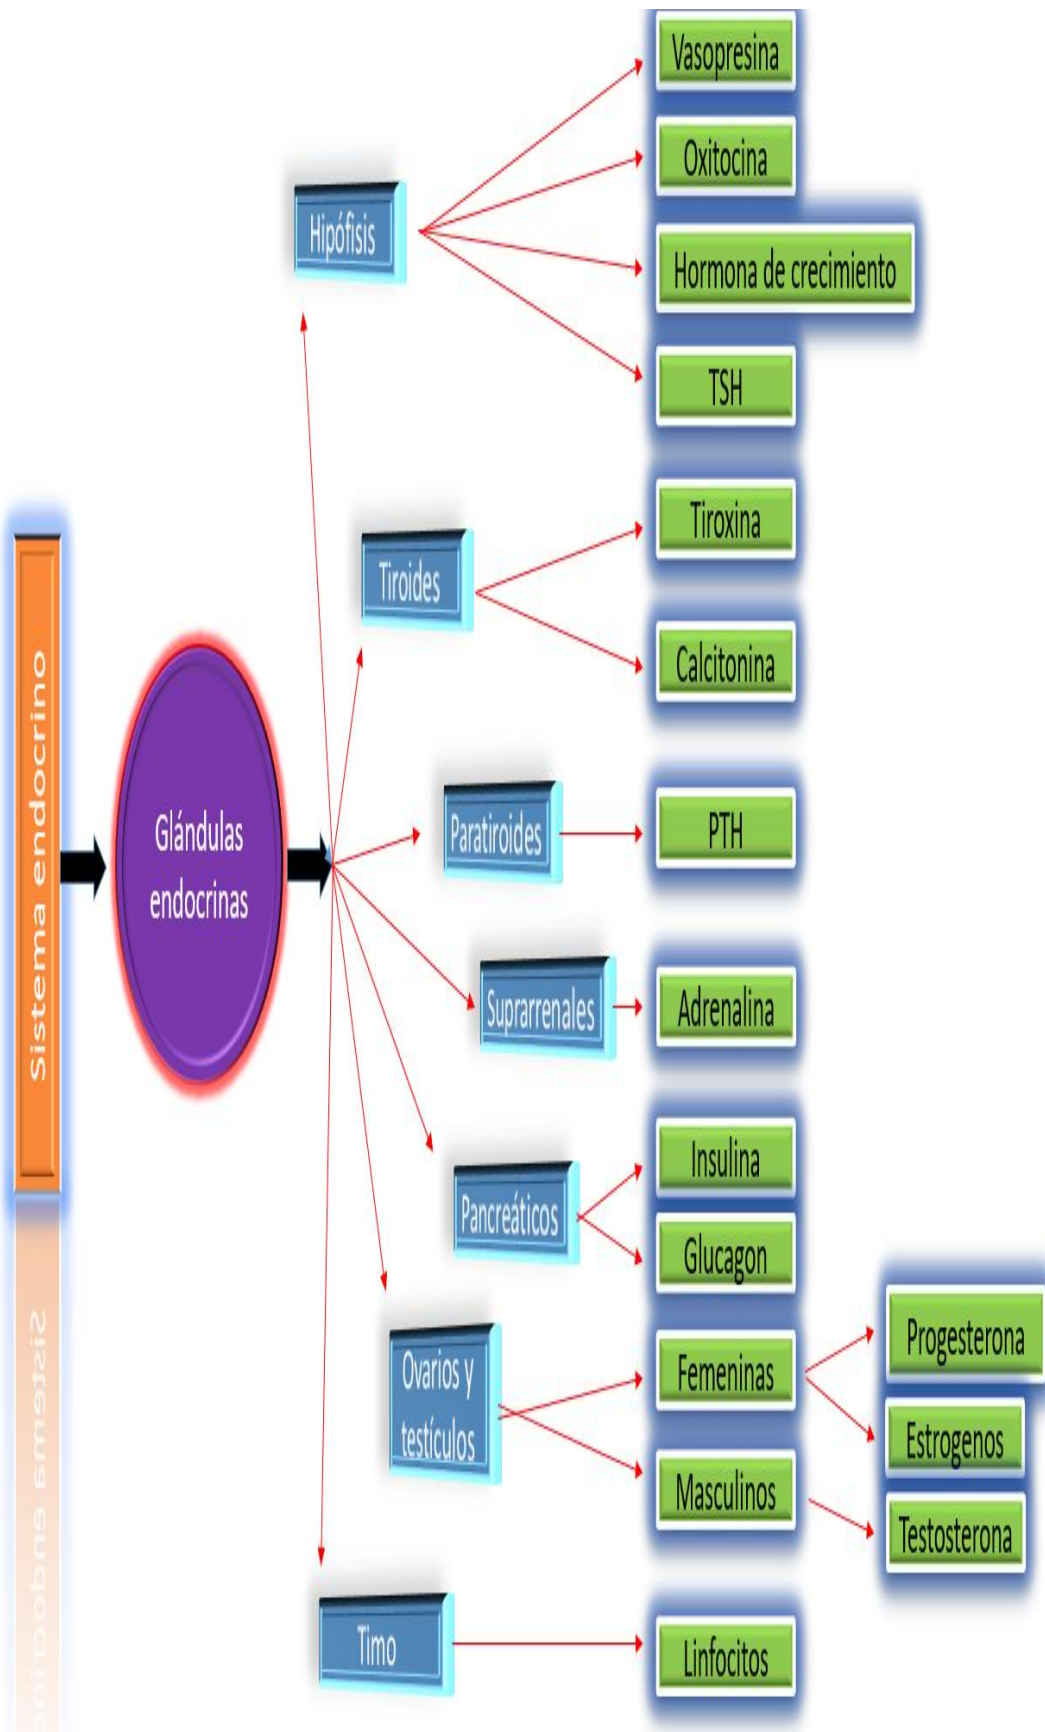 Sistema endocrino
Glándulas
endocrinas
Hipófisis
Vasopresina
Oxitocina
Hormona de crecimiento
TSH
Tiroides
Tiroxina
Calcitonina
Paratiroides
PTH
Suprarrenales
Adrenalina
Pancreáticos
Insulina
Glucagon
Ovarios y
testículos
Femeninas
Progesterona
Estrogenos
Masculinos
Testosterona
Timo
Linfocitos